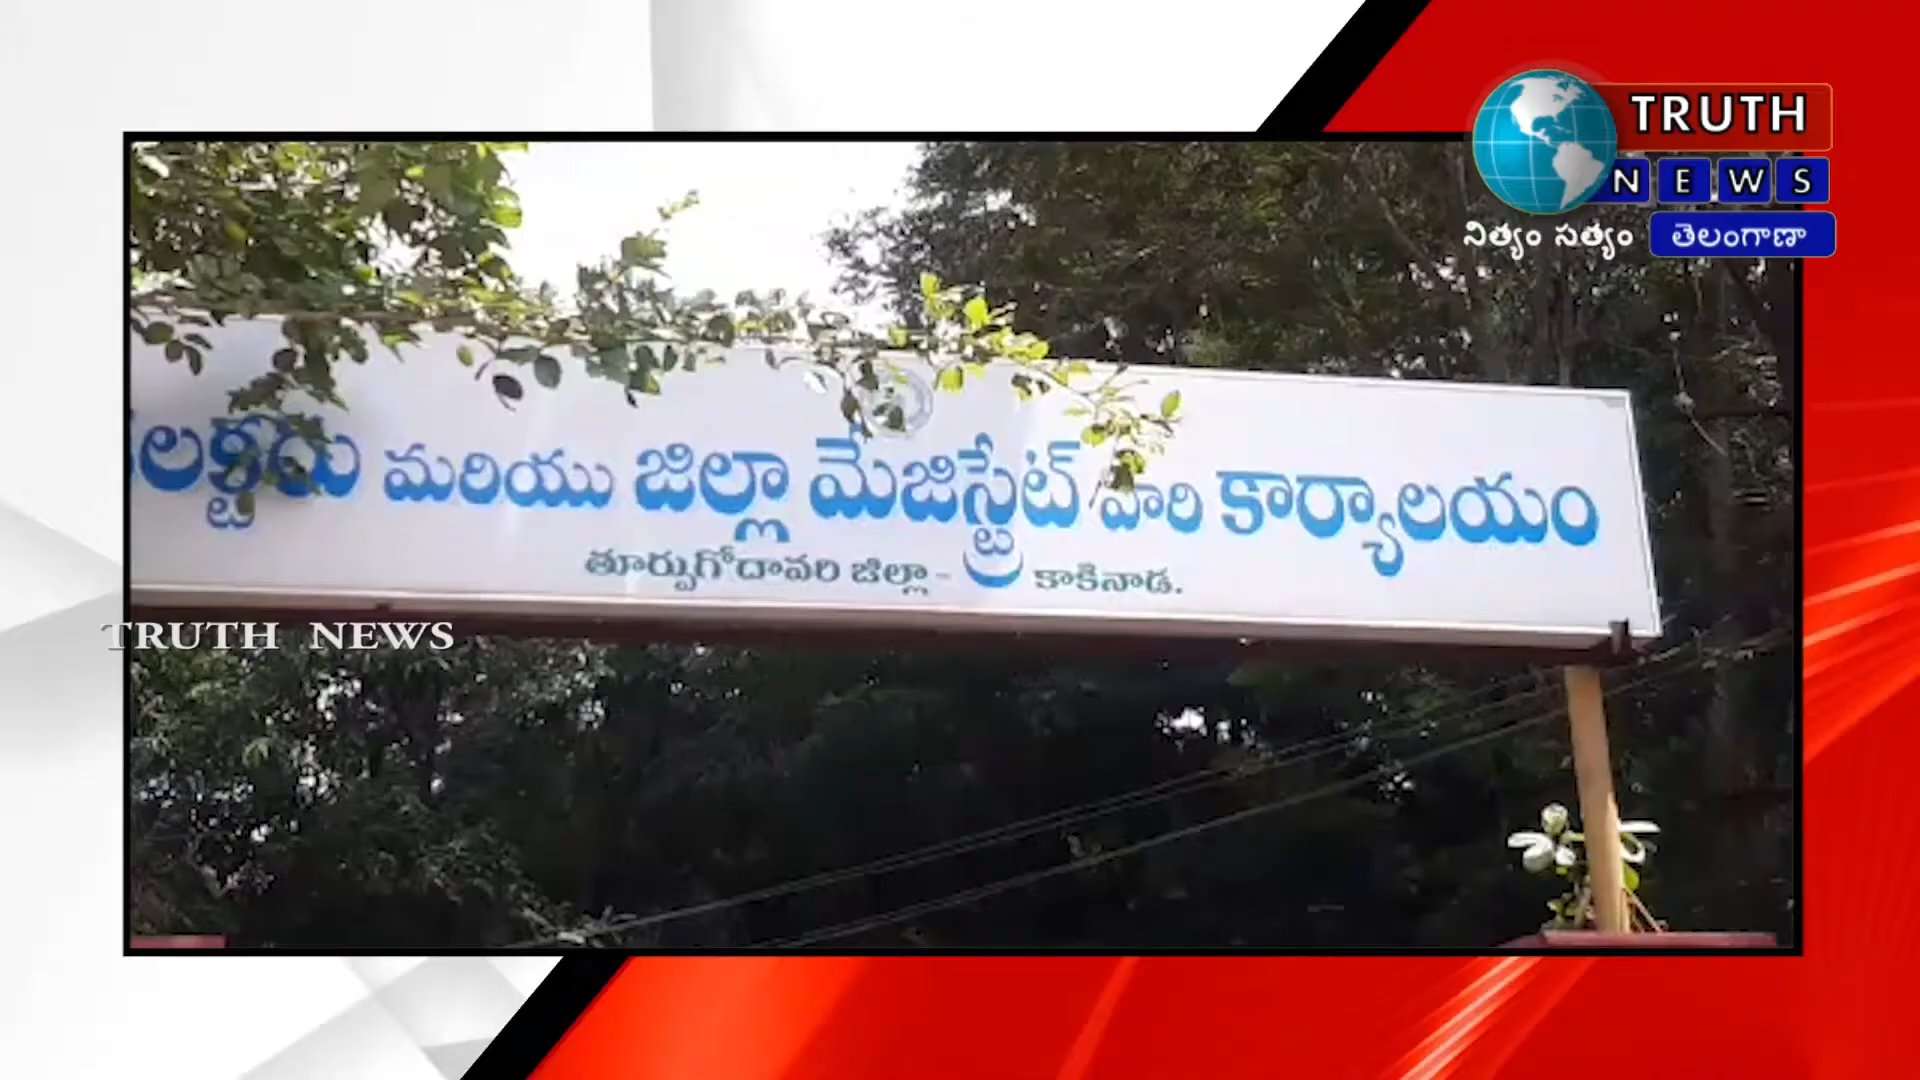 TRUTH
NEWS
నిత్యం సత్యం తెలంగాణా
మరియు జిల్లా మేజిస్ట్రేట్ వారి కార్యాలయం
తూర్పుగోదావరి జిల్లా - కాకినాడ.
TRUTH NEWS